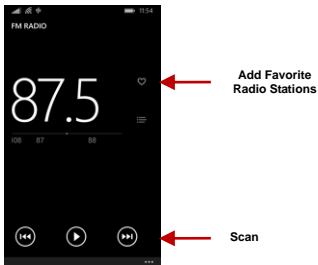 11:54
FM RADIO
87.5
108 87 88
Add Favorite
Radio Stations
Scan